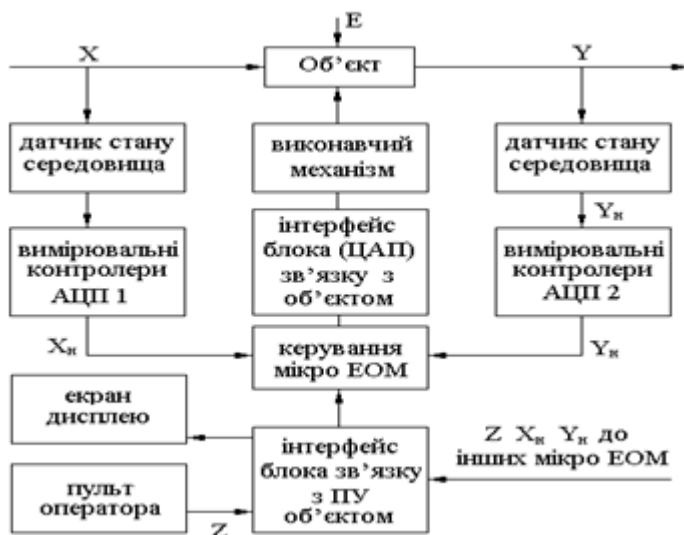 E
X
Об’єкт
Y
датчик стану
середовища
виконавчий
механізм
датчик стану
середовища
Yн
вимірювальні
контролери
АЦП 1
інтерфейс
блока (ЦАП)
зв’язку з
об’єктом
вимірювальні
контролери
АЦП 2
Xн
керування
мікро ЕОМ
Yн
екран
дисплею
інтерфейс
блока зв’язку
з ПУ
об’єктом
Z Xн Yн до
інших мікро ЕОМ
пульт
оператора
Z